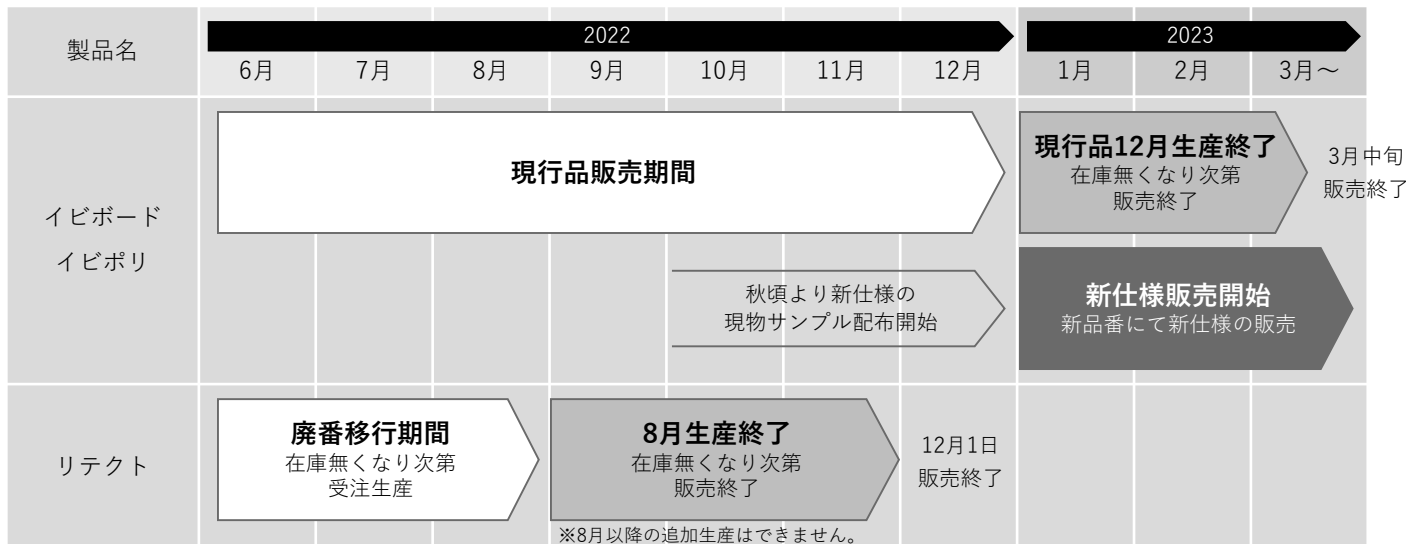 製品名
2022
2023
6月
7月
8月
9月
10月
11月
12月
1月
2月
3月～
イビボード
イビポリ
現行品販売期間
現行品12月生産終了
在庫無くなり次第
販売終了
3月中旬
販売終了
秋頃より新仕様の
現物サンプル配布開始
新仕様販売開始
新品番にて新仕様の販売
リテクト
廃番移行期間
在庫無くなり次第
受注生産
8月生産終了
在庫無くなり次第
販売終了
12月1日
販売終了
※8月以降の追加生産はできません。